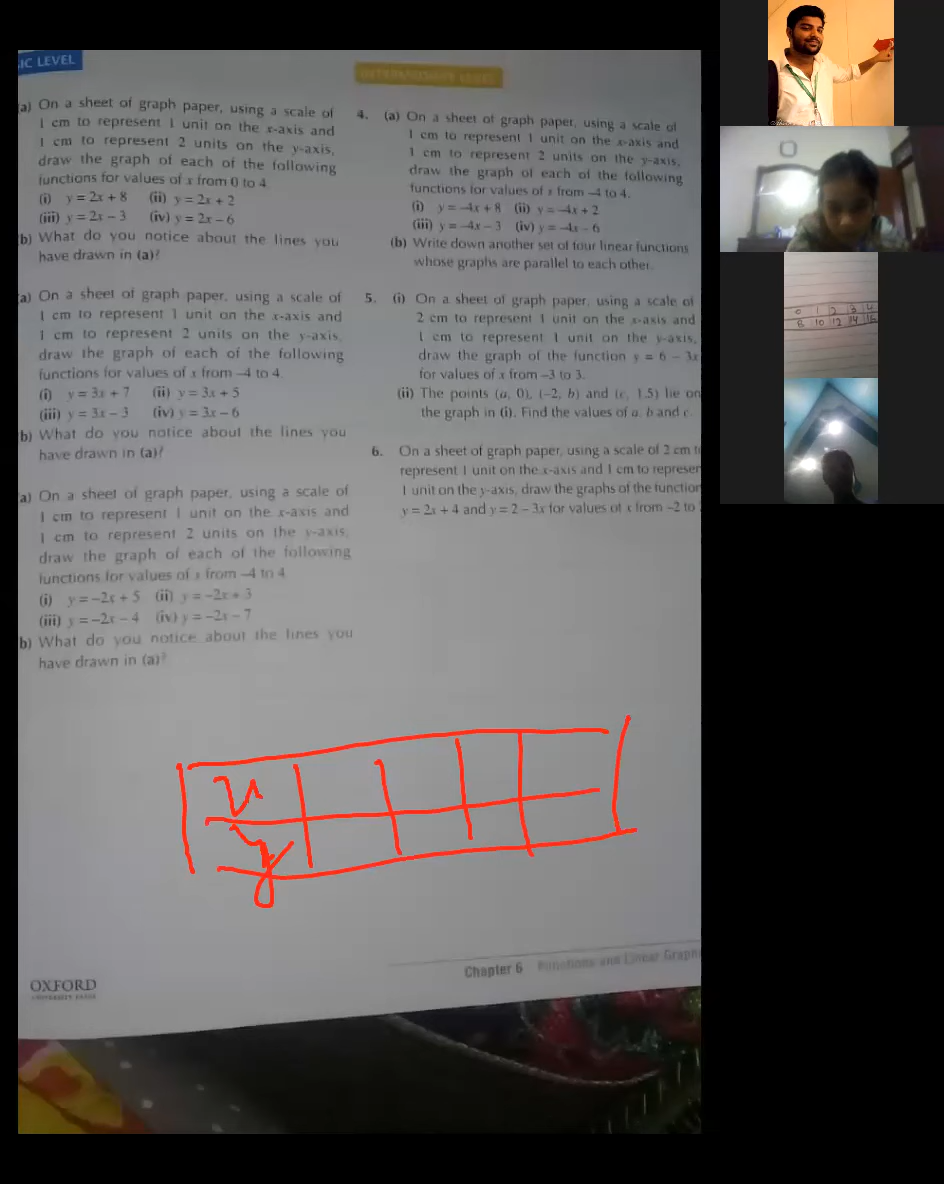 IC LEVEL
a) On a sheet of graph paper, using a scale of
1 cm to represent 1 unit on the x-axis and
1 cm to represent 2 units on the y-axis,
draw the graph of each of the following
functions for values of x from 0 to 4.
(i) y = 2x + 8 (ii) y = 2x + 2
(iii) y = 2x − 3 (iv) y = 2x − 6
b) What do you notice about the lines you
have drawn in (a)?
a) On a sheet of graph paper, using a scale of
1 cm to represent 1 unit on the x-axis and
1 cm to represent 2 units on the y-axis,
draw the graph of each of the following
functions for values of x from −4 to 4.
(i) y = 3x + 7 (ii) y = 3x + 5
(iii) y = 3x − 3 (iv) y = 3x − 6
b) What do you notice about the lines you
have drawn in (a)?
a) On a sheet of graph paper, using a scale of
1 cm to represent 1 unit on the x-axis and
1 cm to represent 2 units on the y-axis,
draw the graph of each of the following
functions for values of x from −4 to 4.
(i) y = −2x + 5 (ii) y = −2x + 3
(iii) y = −2x − 4 (iv) y = −2x − 7
b) What do you notice about the lines you
have drawn in (a)?
INTERMEDIATE LEVEL
4. (a) On a sheet of graph paper, using a scale of
1 cm to represent 1 unit on the x-axis and
1 cm to represent 2 units on the y-axis,
draw the graph of each of the following
functions for values of x from −4 to 4.
(i) y = −4x + 8 (ii) y = −4x + 2
(iii) y = −4x − 3 (iv) y = −4x − 6
(b) Write down another set of four linear functions
whose graphs are parallel to each other.
5. (i) On a sheet of graph paper, using a scale of
2 cm to represent 1 unit on the x-axis and
1 cm to represent 1 unit on the y-axis,
draw the graph of the function y = 6 − 3x
for values of x from −3 to 3.
(ii) The points (a, 0), (−2, b) and (c, 1.5) lie on
the graph in (i). Find the values of a, b and c.
6. On a sheet of graph paper, using a scale of 2 cm t
represent 1 unit on the x-axis and 1 cm to represen
1 unit on the y-axis, draw the graphs of the function
y = 2x + 4 and y = 2 − 3x for values of x from −2 to
x
y
OXFORD
UNIVERSITY PRESS
Chapter 6 Functions and Linear Graph
0 1 2 3 4
8 10 12 14 16